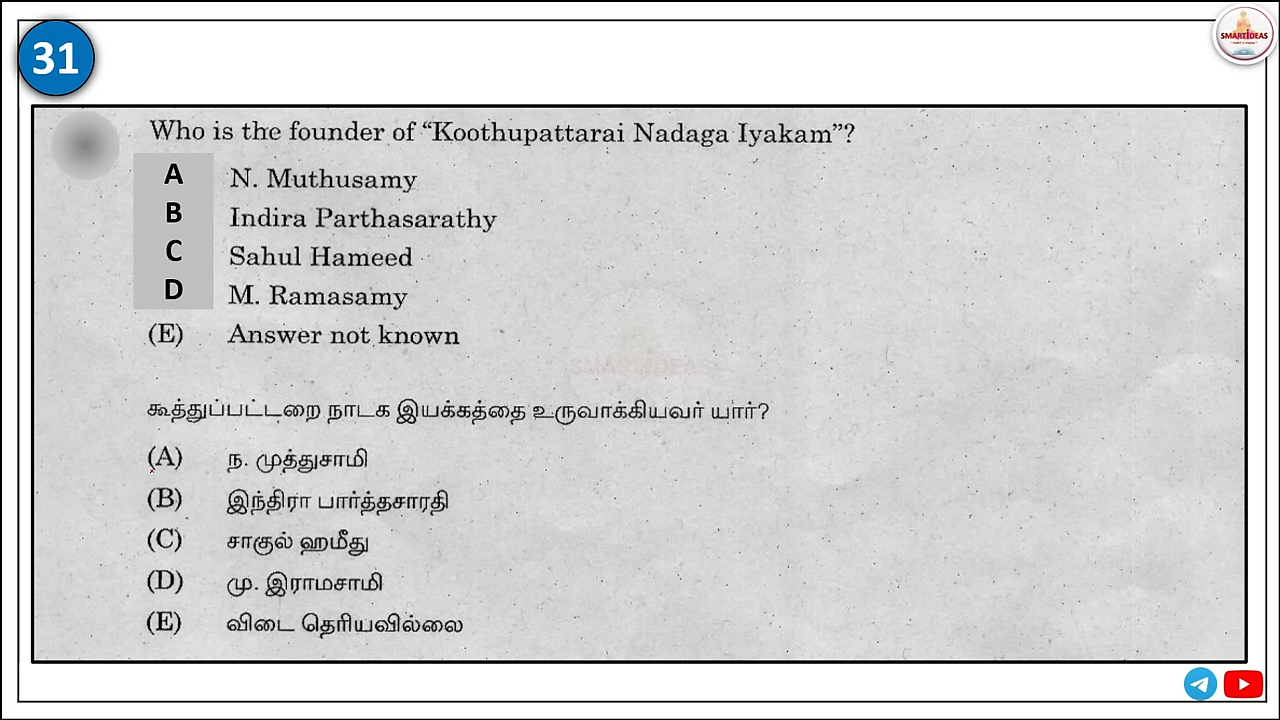 31
SMARTIDEAS
Who is the founder of “Koothupattarai Nadaga Iyakam”?
A N. Muthusamy
B Indira Parthasarathy
C Sahul Hameed
D M. Ramasamy
(E) Answer not known
SMARTIDEAS
கூத்துப்பட்டறை நாடக இயக்கத்தை உருவாக்கியவர் யார்?
(A) ந. முத்துசாமி
(B) இந்திரா பார்த்தசாரதி
(C) சாகுல் ஹமீது
(D) மு. இராமசாமி
(E) விடை தெரியவில்லை